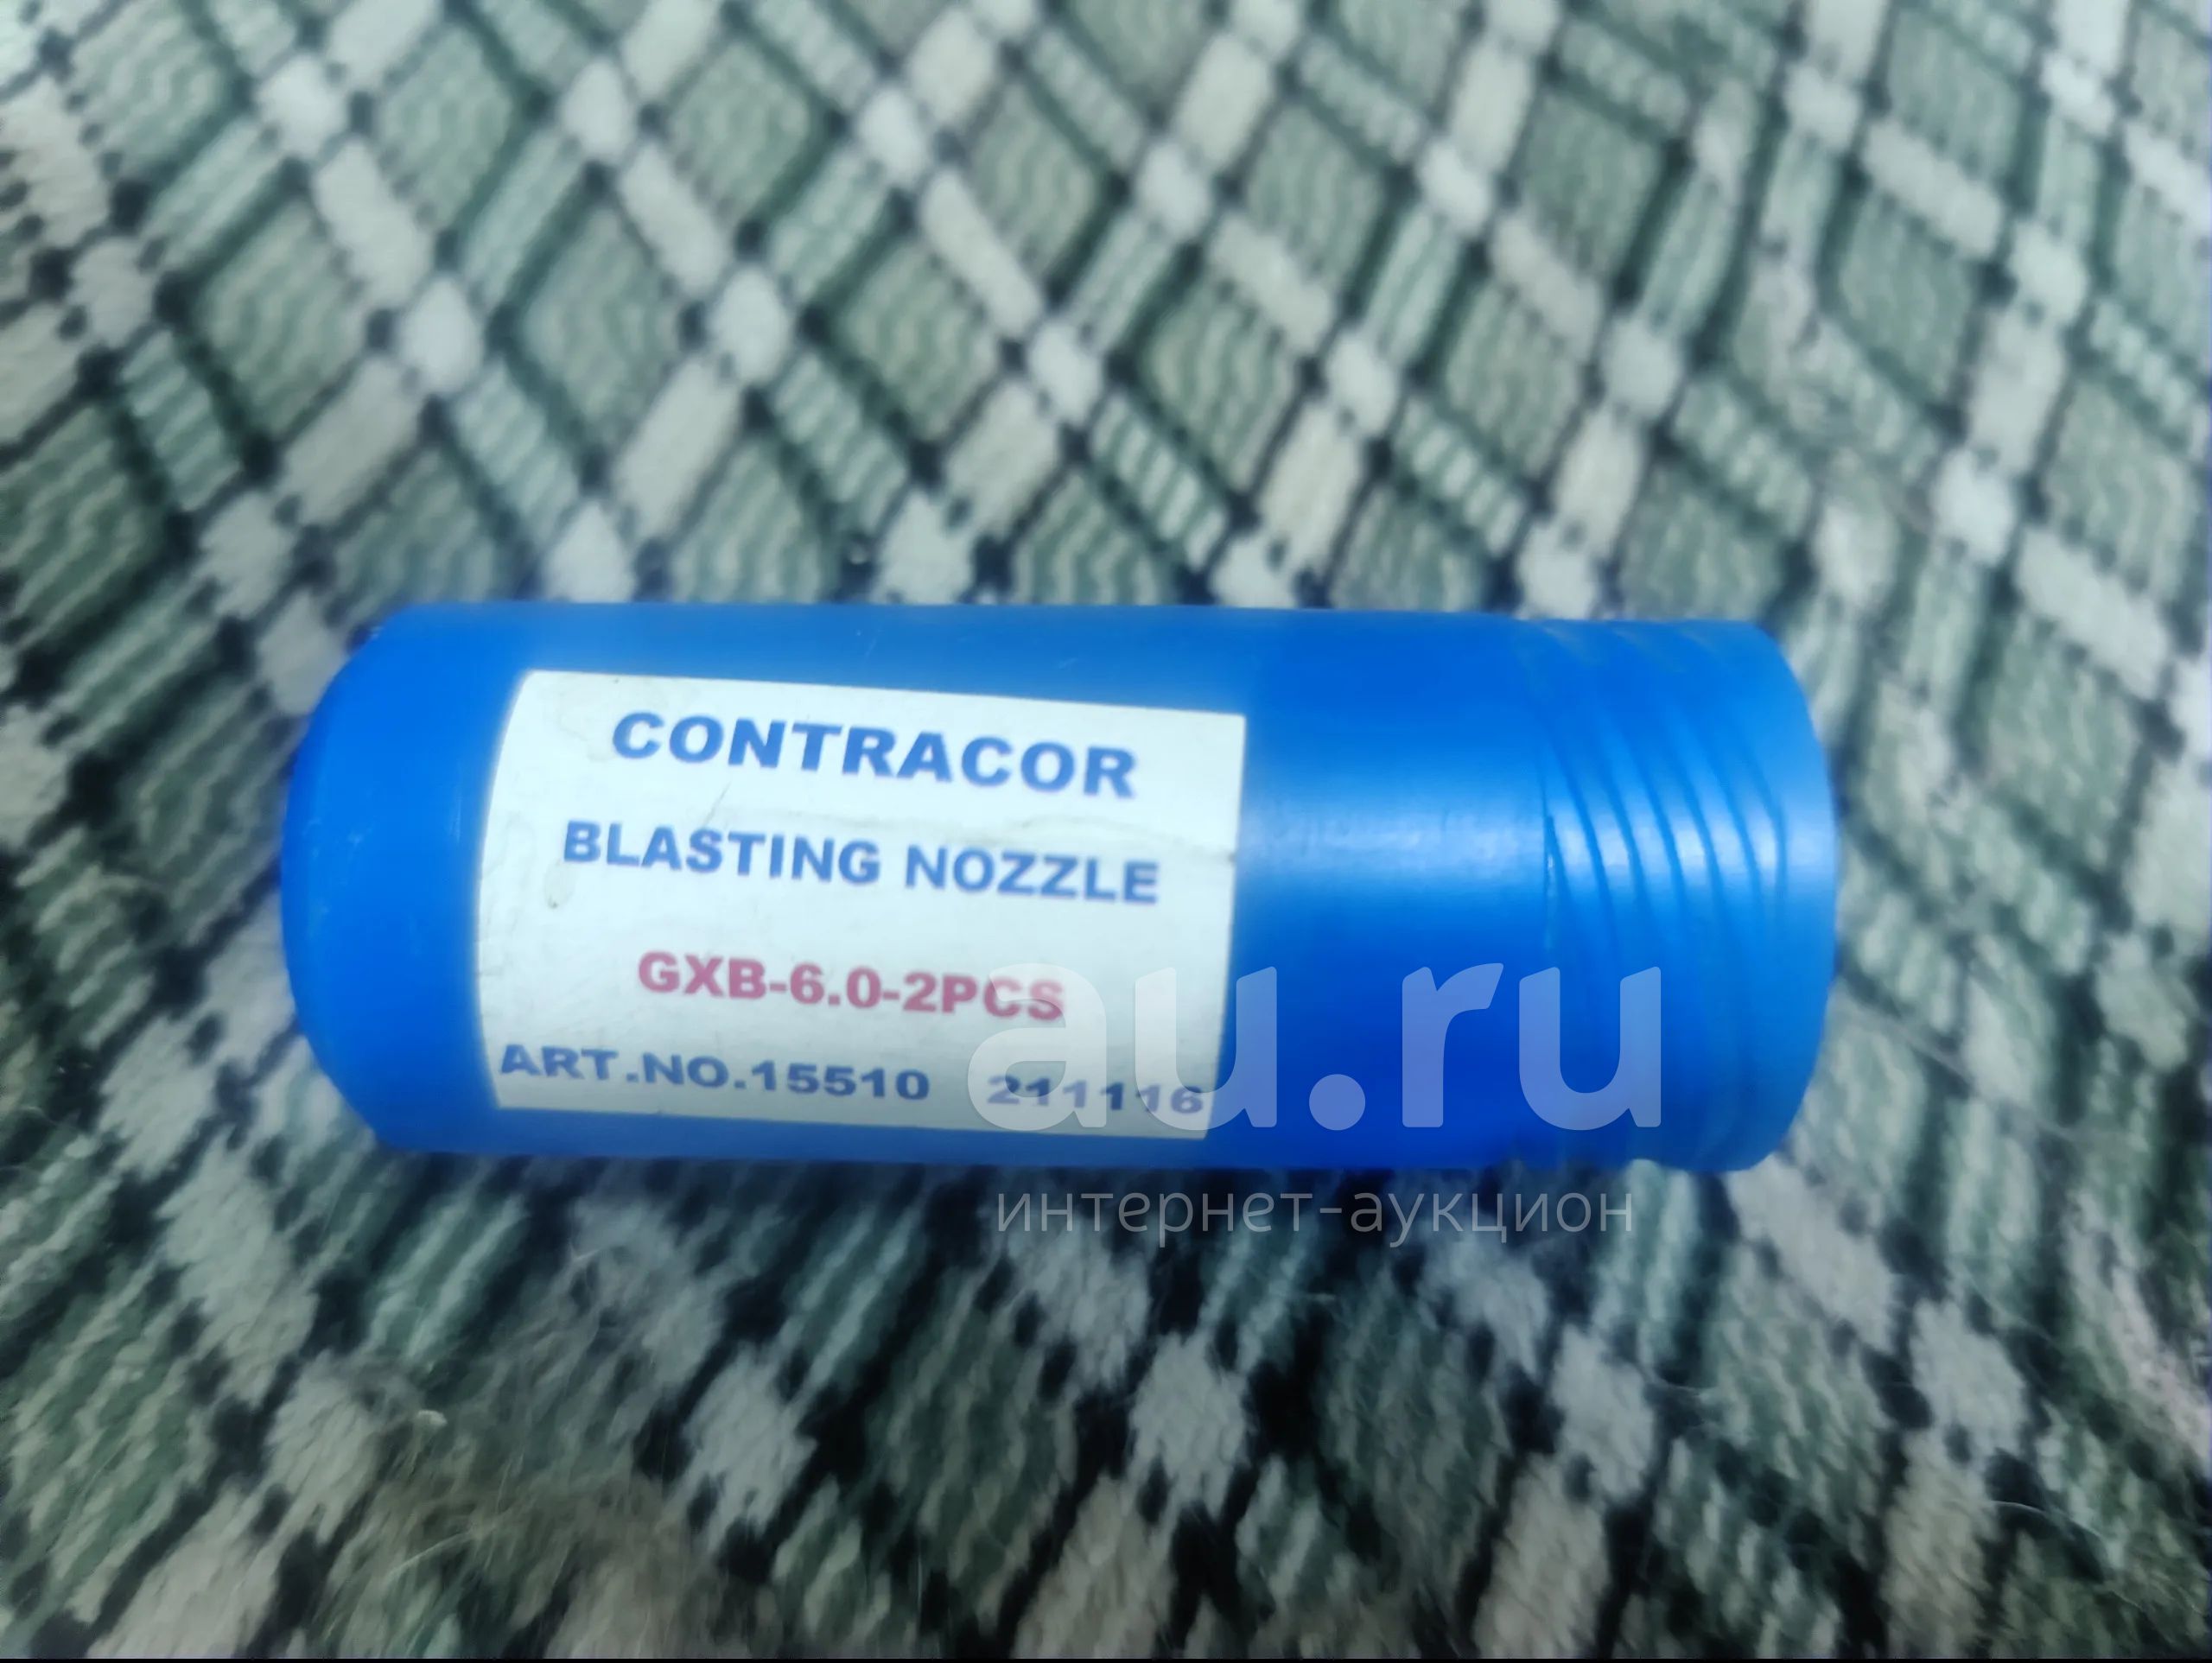 CONTRACOR
BLASTING NOZZLE
GXB-6.0-2PCS
ART.NO.15510 211116
au.ru
интернет-аукцион